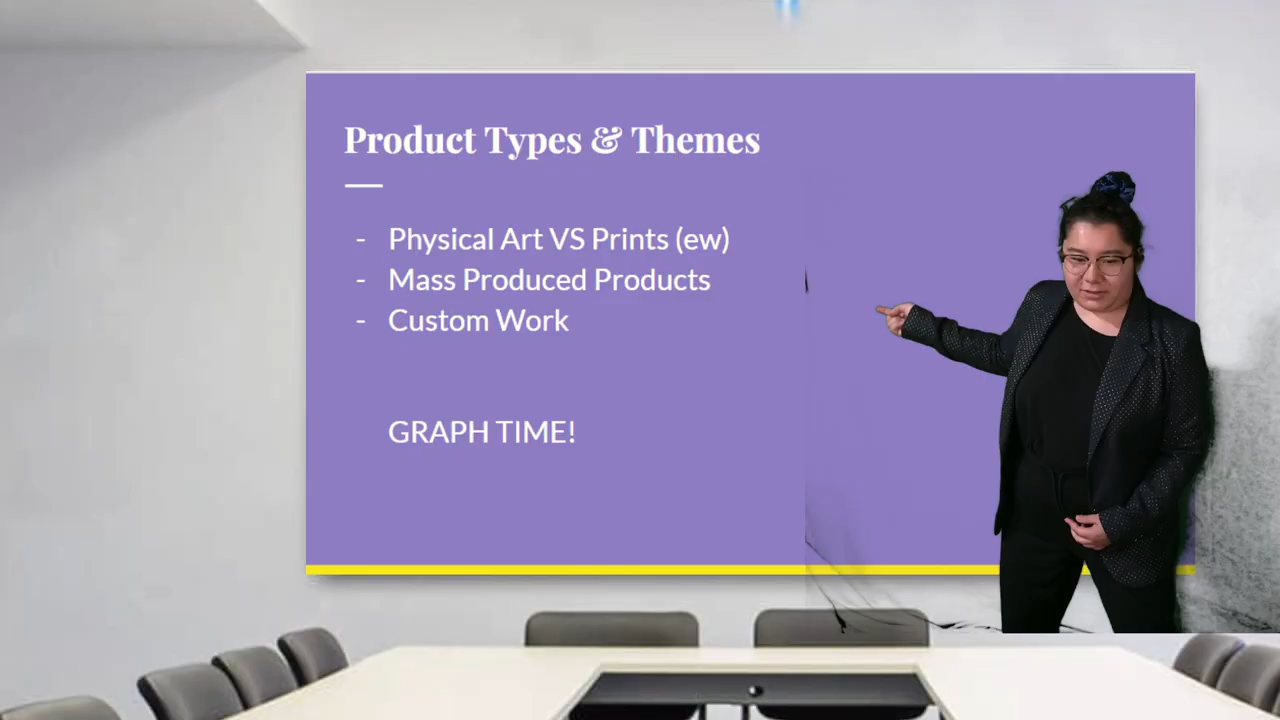 Product Types & Themes
- Physical Art VS Prints (ew)
- Mass Produced Products
- Custom Work
GRAPH TIME!